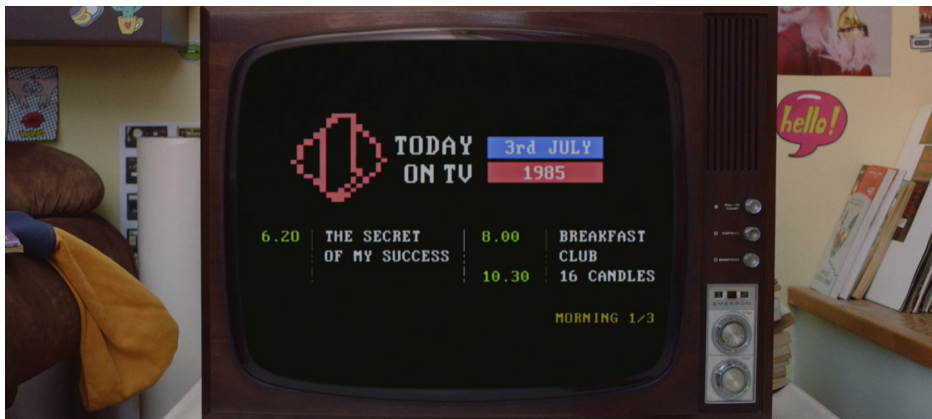 TODAY
ON TV
3rd JULY
1985
6.20
THE SECRET
OF MY SUCCESS
8.00
BREAKFAST
CLUB
10.30
16 CANDLES
MORNING 1/3
hello!
EMERSON